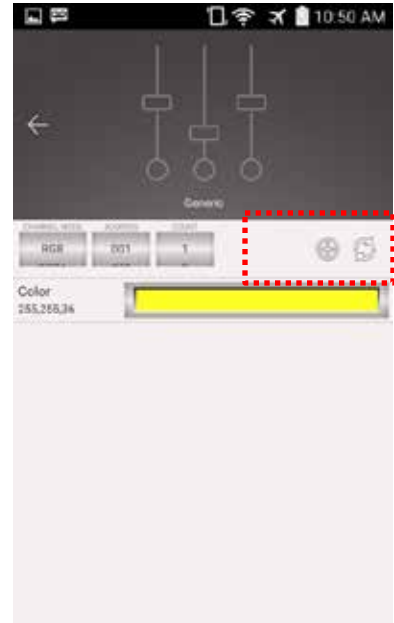 10:50 AM
Generic
CHANNEL MODE ADDRESS COUNT
RGB 001 1
Color
255,255,36